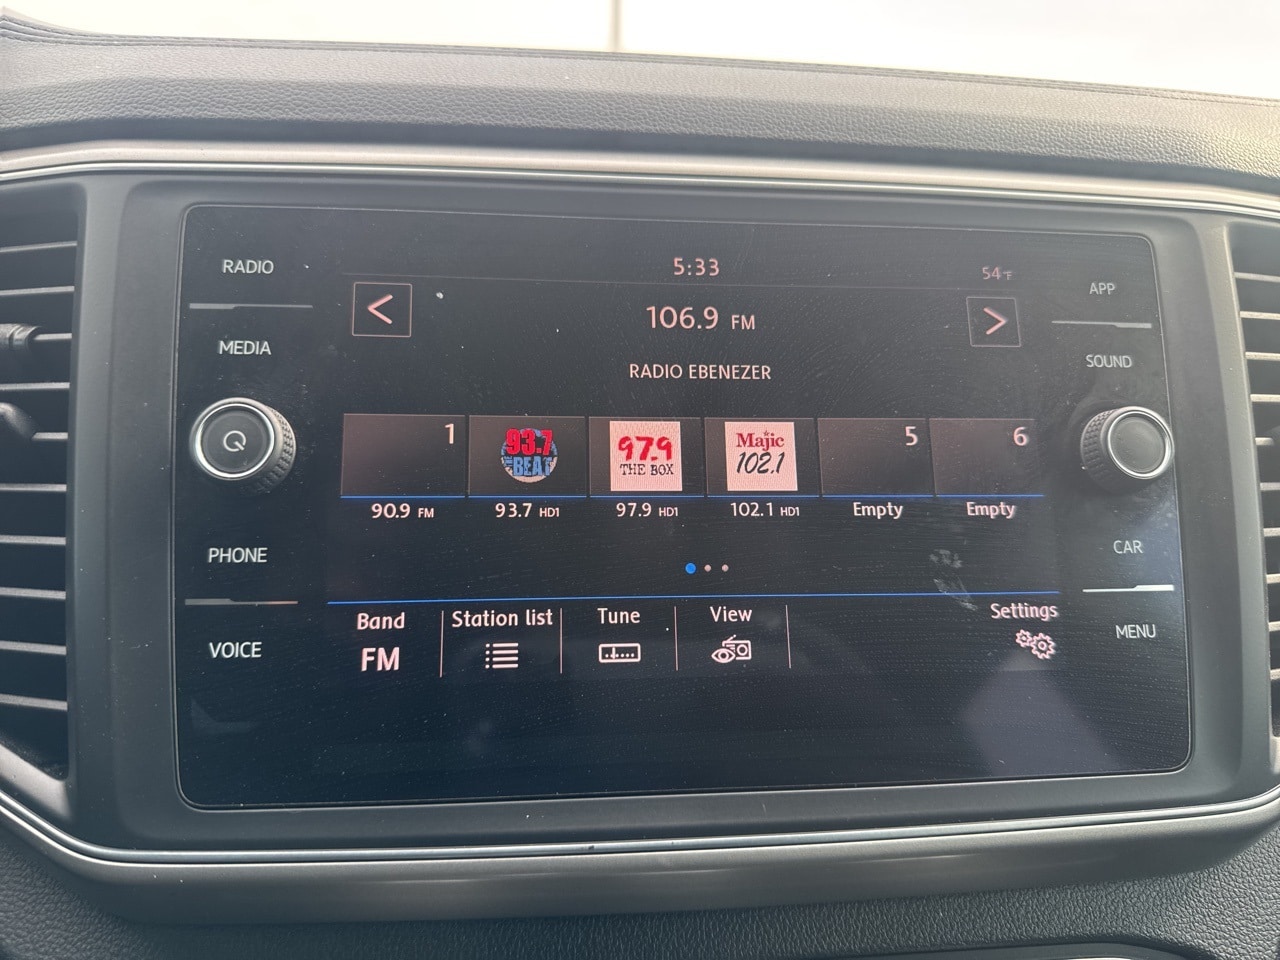 RADIO
MEDIA
PHONE
VOICE
5:33
54°F
106.9 FM
RADIO EBENEZER
1
93.7
THE BEAT
97.9
THE BOX
Majic
102.1
5
6
90.9 FM
93.7 HD1
97.9 HD1
102.1 HD1
Empty
Empty
Band
FM
Station list
Tune
View
Settings
APP
SOUND
CAR
MENU